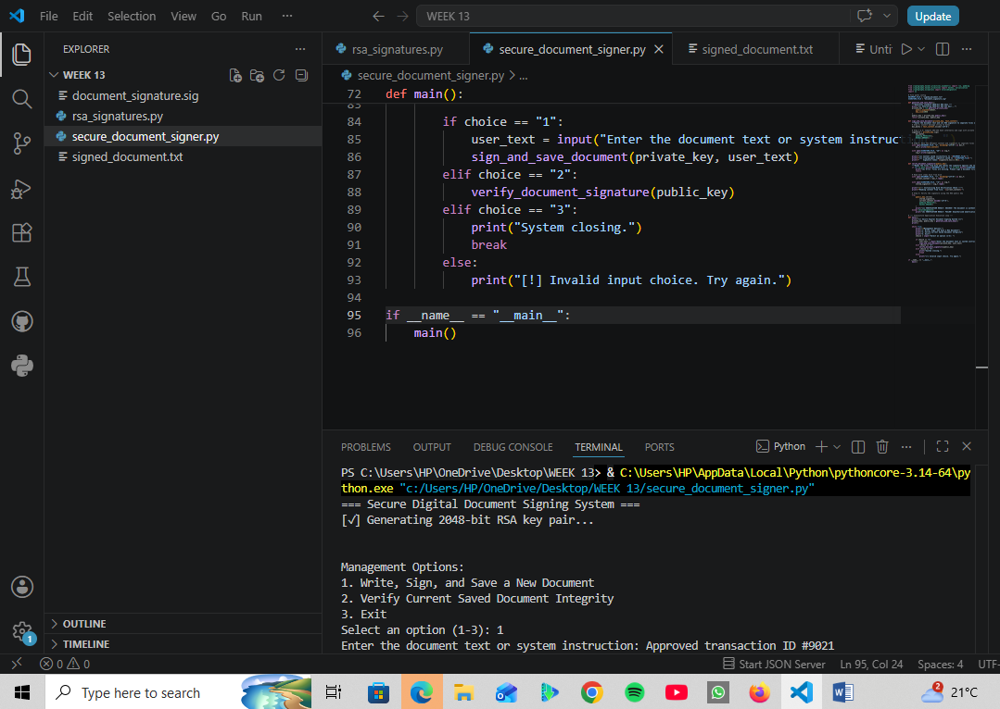 File Edit Selection View Go Run ··· WEEK 13 Update
EXPLORER ···
WEEK 13
document_signature.sig
rsa_signatures.py
secure_document_signer.py
signed_document.txt
OUTLINE
TIMELINE
rsa_signatures.py secure_document_signer.py signed_document.txt Unti ···
secure_document_signer.py > ...
72 def main():
83
84 if choice == "1":
85 user_text = input("Enter the document text or system instruct
86 sign_and_save_document(private_key, user_text)
87 elif choice == "2":
88 verify_document_signature(public_key)
89 elif choice == "3":
90 print("System closing.")
91 break
92 else:
93 print("[!] Invalid input choice. Try again.")
94
95 if __name__ == "__main__":
96 main()
PROBLEMS OUTPUT DEBUG CONSOLE TERMINAL PORTS Python ···
PS C:\Users\HP\OneDrive\Desktop\WEEK 13> & C:\Users\HP\AppData\Local\Python\pythoncore-3.14-64\py
thon.exe "c:/Users/HP/OneDrive/Desktop/WEEK 13/secure_document_signer.py"
=== Secure Digital Document Signing System ===
[√] Generating 2048-bit RSA key pair...
Management Options:
1. Write, Sign, and Save a New Document
2. Verify Current Saved Document Integrity
3. Exit
Select an option (1-3): 1
Enter the document text or system instruction: Approved transaction ID #9021
1
0 0 Start JSON Server Ln 95, Col 24 Spaces: 4 UTF-
Type here to search 2 21°C